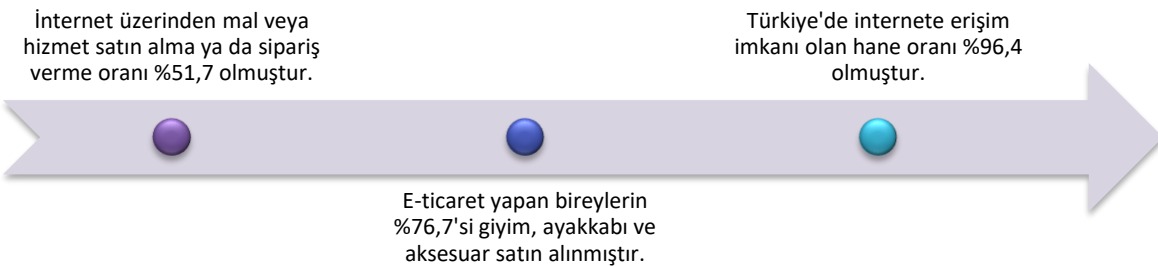 İnternet üzerinden mal veya
hizmet satın alma ya da sipariş
verme oranı %51,7 olmuştur.
E-ticaret yapan bireylerin
%76,7'si giyim, ayakkabı ve
aksesuar satın alınmıştır.
Türkiye'de internete erişim
imkanı olan hane oranı %96,4
olmuştur.